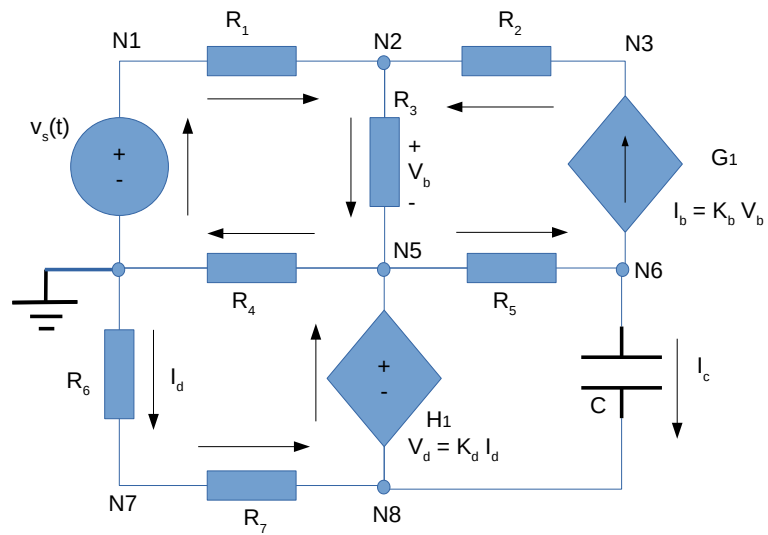 N1
R1
N2
R2
N3
vs(t)
+
-
R3
+
Vb
-
G1
Ib = Kb Vb
N5
N6
R4
R5
R6
Id
+
-
H1
Vd = Kd Id
C
Ic
N7
R7
N8